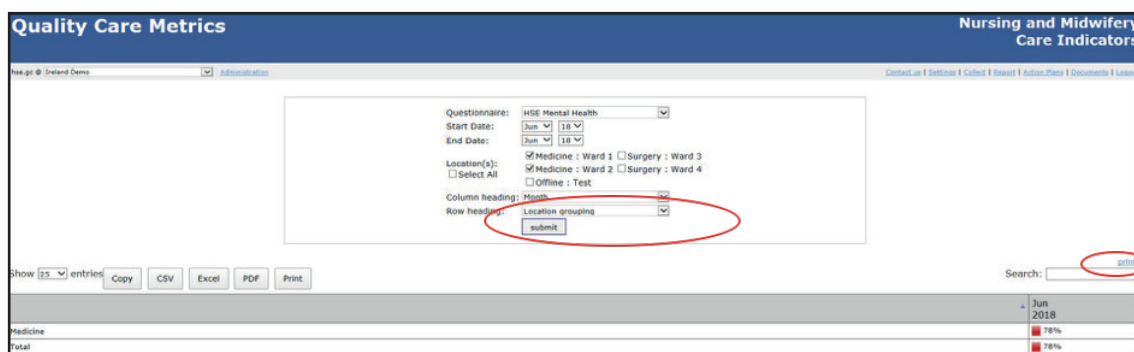 Quality Care Metrics
Nursing and Midwifery
Care Indicators
hse.gc @ Ireland Demo Administration
Contact us | Settings | Collect | Report | Action Plans | Documents | Logou
Questionnaire: HSE Mental Health
Start Date: Jun 18
End Date: Jun 18
Location(s):
Select All
Medicine : Ward 1 Surgery : Ward 3
Medicine : Ward 2 Surgery : Ward 4
Offline : Test
Column heading: Month
Row heading: Location grouping
submit
print
Show 25 entries Copy CSV Excel PDF Print Search:
Jun
2018
Medicine 78%
Total 78%